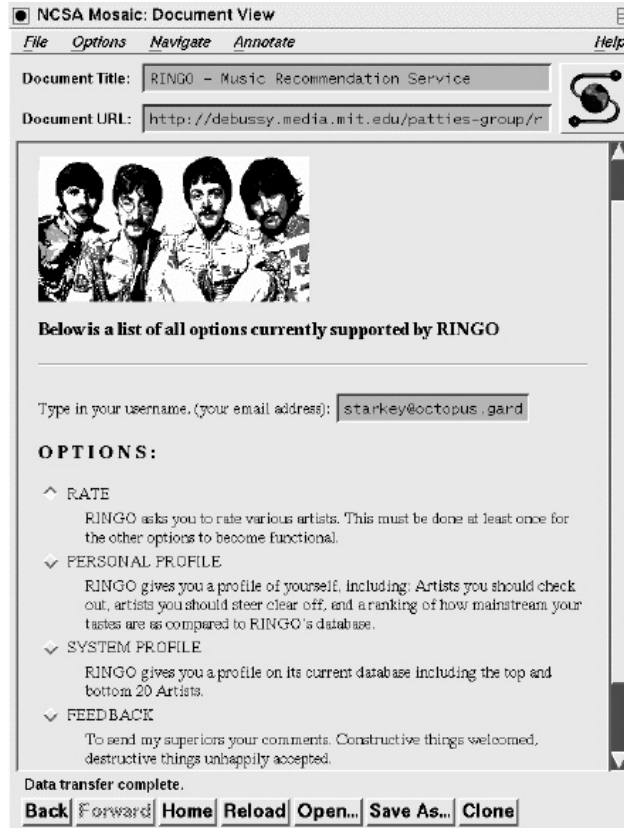 NCSA Mosaic: Document View
File Options Navigate Annotate Help
Document Title: RINGO - Music Recommendation Service
Document URL: http://debussy.media.mit.edu/patties-group/r
Below is a list of all options currently supported by RINGO
Type in your username. (your email address): starkey@octopus.gard
OPTIONS:
RATE
RINGO asks you to rate various artists. This must be done at least once for
the other options to become functional.
PERSONAL PROFILE
RINGO gives you a profile of yourself, including: Artists you should check
out, artists you should steer clear off, and a ranking of how mainstream your
tastes are as compared to RINGO's database.
SYSTEM PROFILE
RINGO gives you a profile on its current database including the top and
bottom 20 Artists.
FEEDBACK
To send my superiors your comments. Constructive things welcomed,
destructive things unhappily accepted.
Data transfer complete.
Back Forward Home Reload Open... Save As... Clone